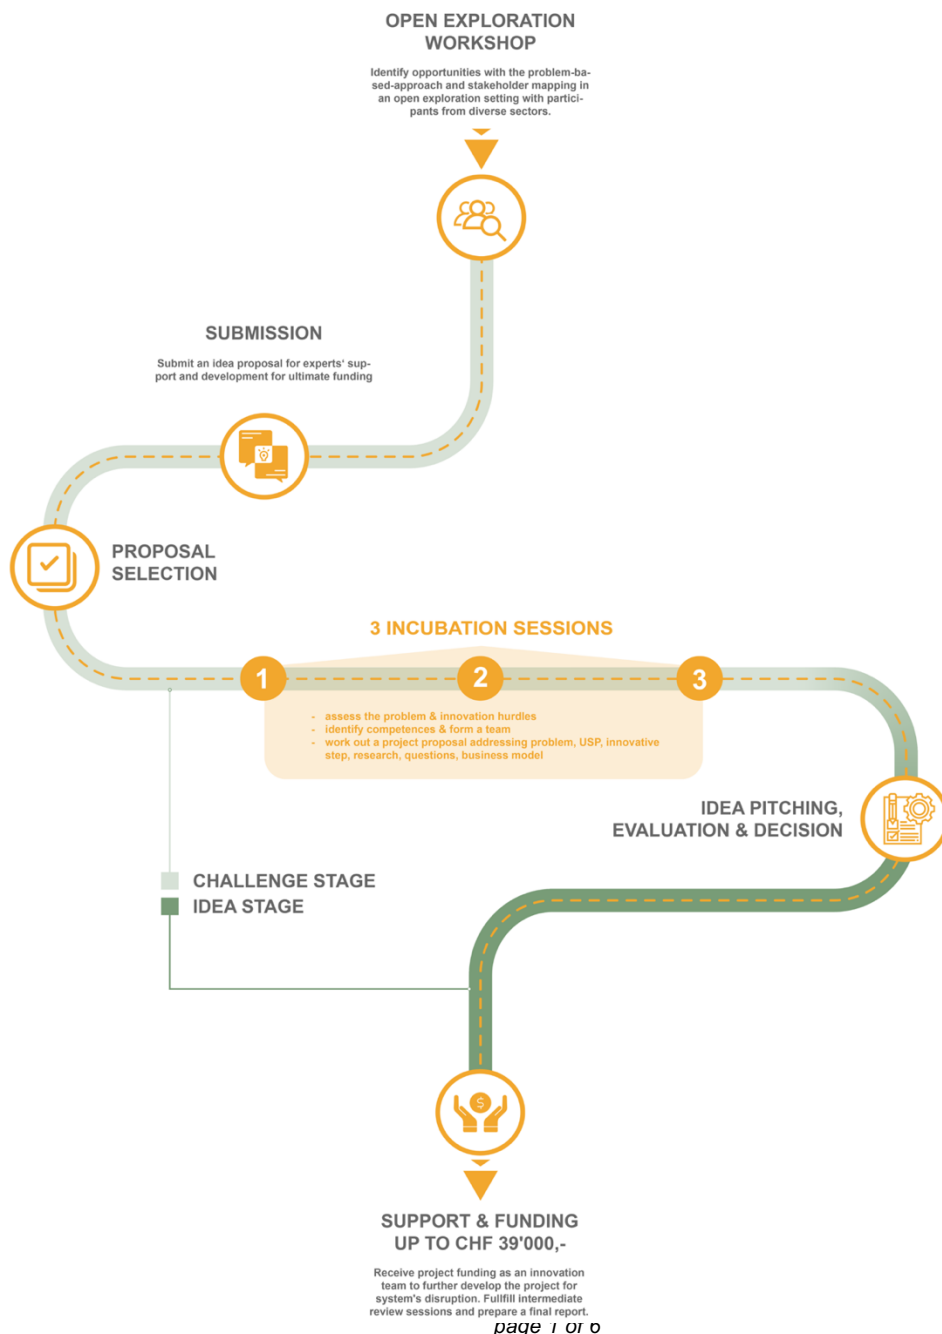 OPEN EXPLORATION
WORKSHOP
Identify opportunities with the problem-ba-
sed-approach and stakeholder mapping in
an open exploration setting with partici-
pants from diverse sectors.
SUBMISSION
Submit an idea proposal for experts' sup-
port and development for ultimate funding
PROPOSAL
SELECTION
3 INCUBATION SESSIONS
1
2
3
- assess the problem & innovation hurdles
- identify competences & form a team
- work out a project proposal addressing problem, USP, innovative
step, research, questions, business model
IDEA PITCHING,
EVALUATION & DECISION
CHALLENGE STAGE
IDEA STAGE
$
SUPPORT & FUNDING
UP TO CHF 39'000,-
Receive project funding as an innovation
team to further develop the project for
system's disruption. Fullfill intermediate
review sessions and prepare a final report.
page 1 of 6